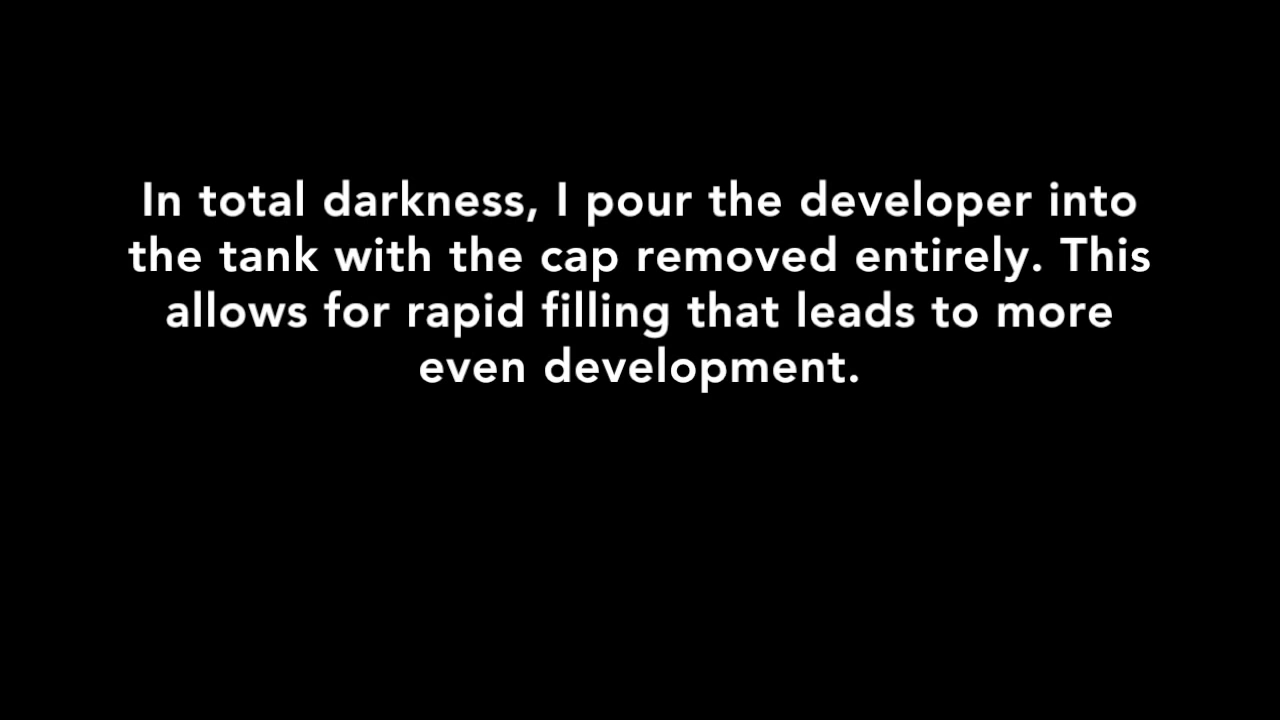 In total darkness, I pour the developer into
the tank with the cap removed entirely. This
allows for rapid filling that leads to more
even development.